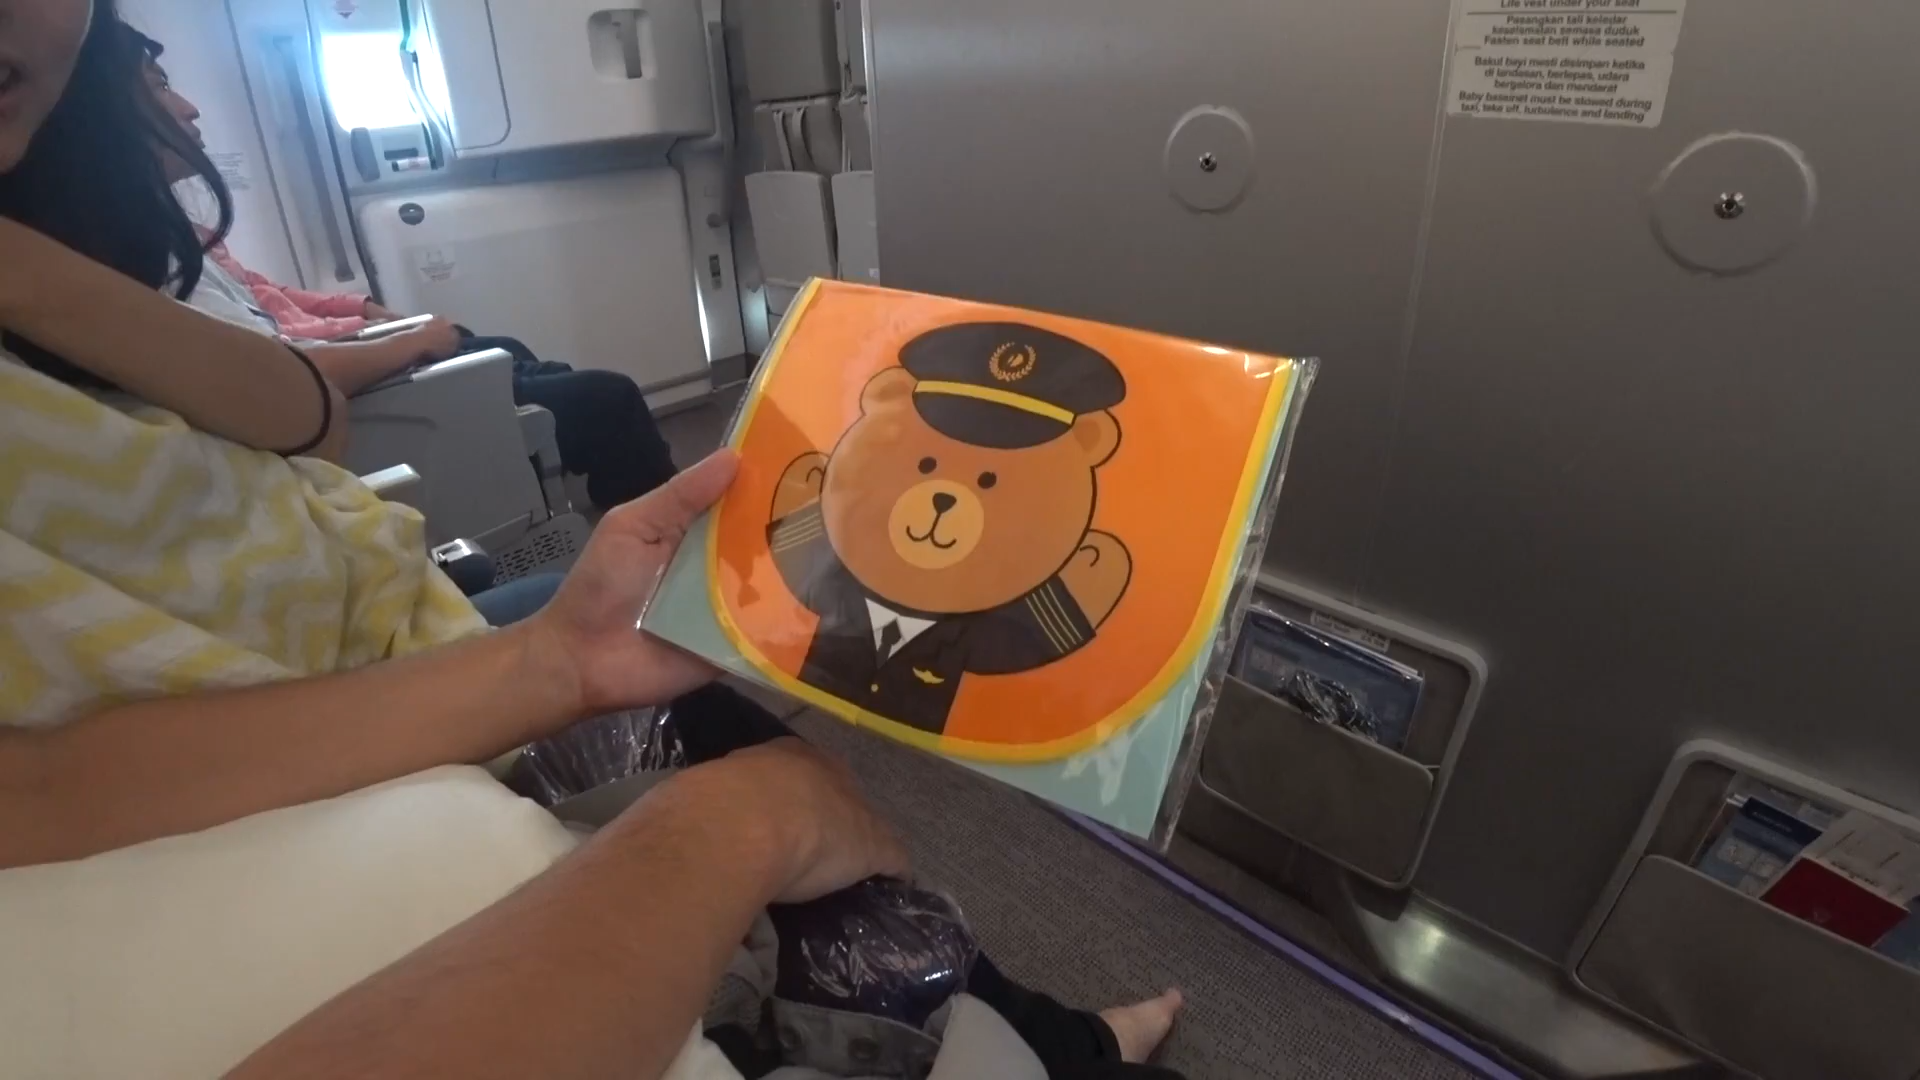 Life vest under your seat
Pasangkan tali keledar
keselamatan semasa duduk
Fasten seat belt while seated
Bakul bayi mesti disimpan ketika
di landasan, berlepas, udara
bergelora dan mendarat
Baby bassinet must be stowed during
taxi, take off, turbulence and landing